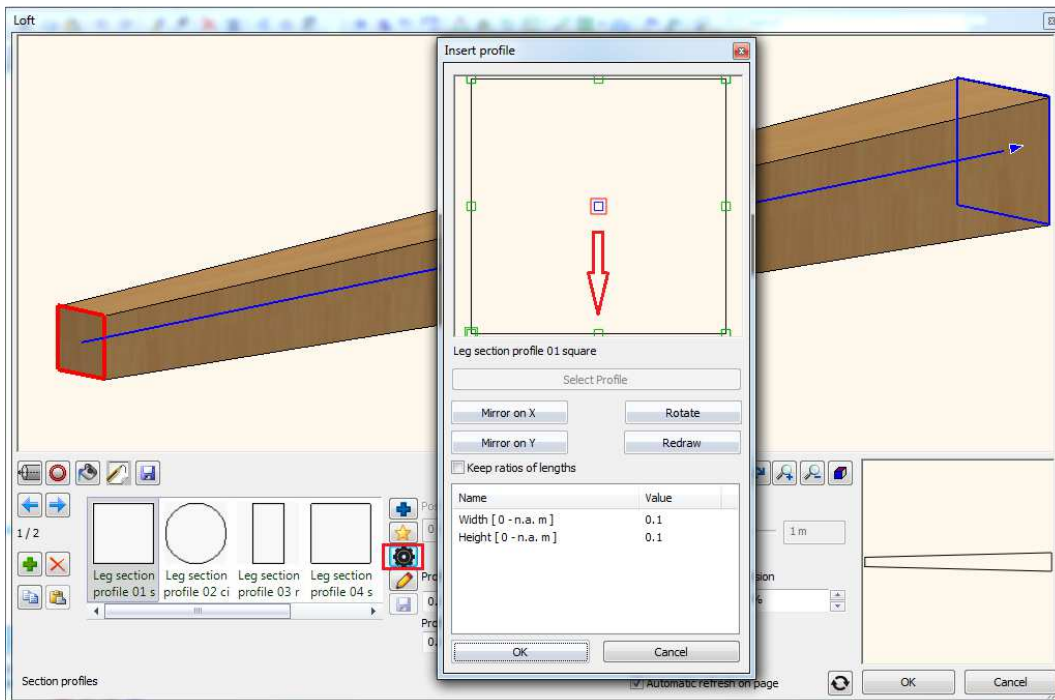 Loft
Insert profile
Leg section profile 01 square
Select Profile
Mirror on X
Rotate
Mirror on Y
Redraw
Keep ratios of lengths
Name
Value
Width [ 0 - n.a. m ]
0.1
Height [ 0 - n.a. m ]
0.1
OK
Cancel
1 / 2
Leg section
profile 01 s
Leg section
profile 02 ci
Leg section
profile 03 r
Leg section
profile 04 s
1 m
Section profiles
Automatic refresh on page
OK
Cancel